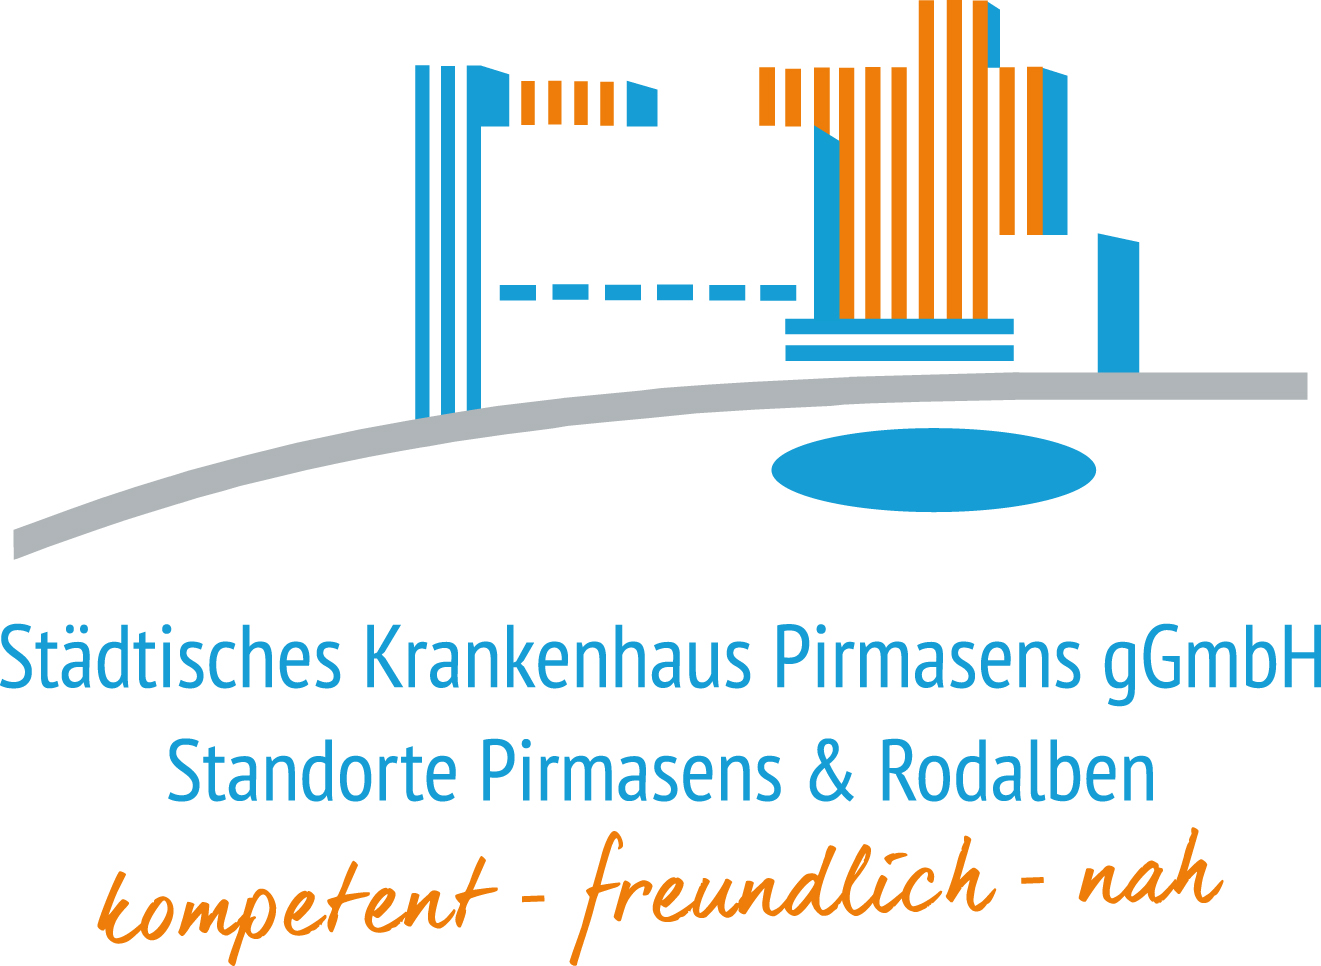 Städtisches Krankenhaus Pirmasens gGmbH
Standorte Pirmasens & Rodalben
kompetent - freundlich - nah